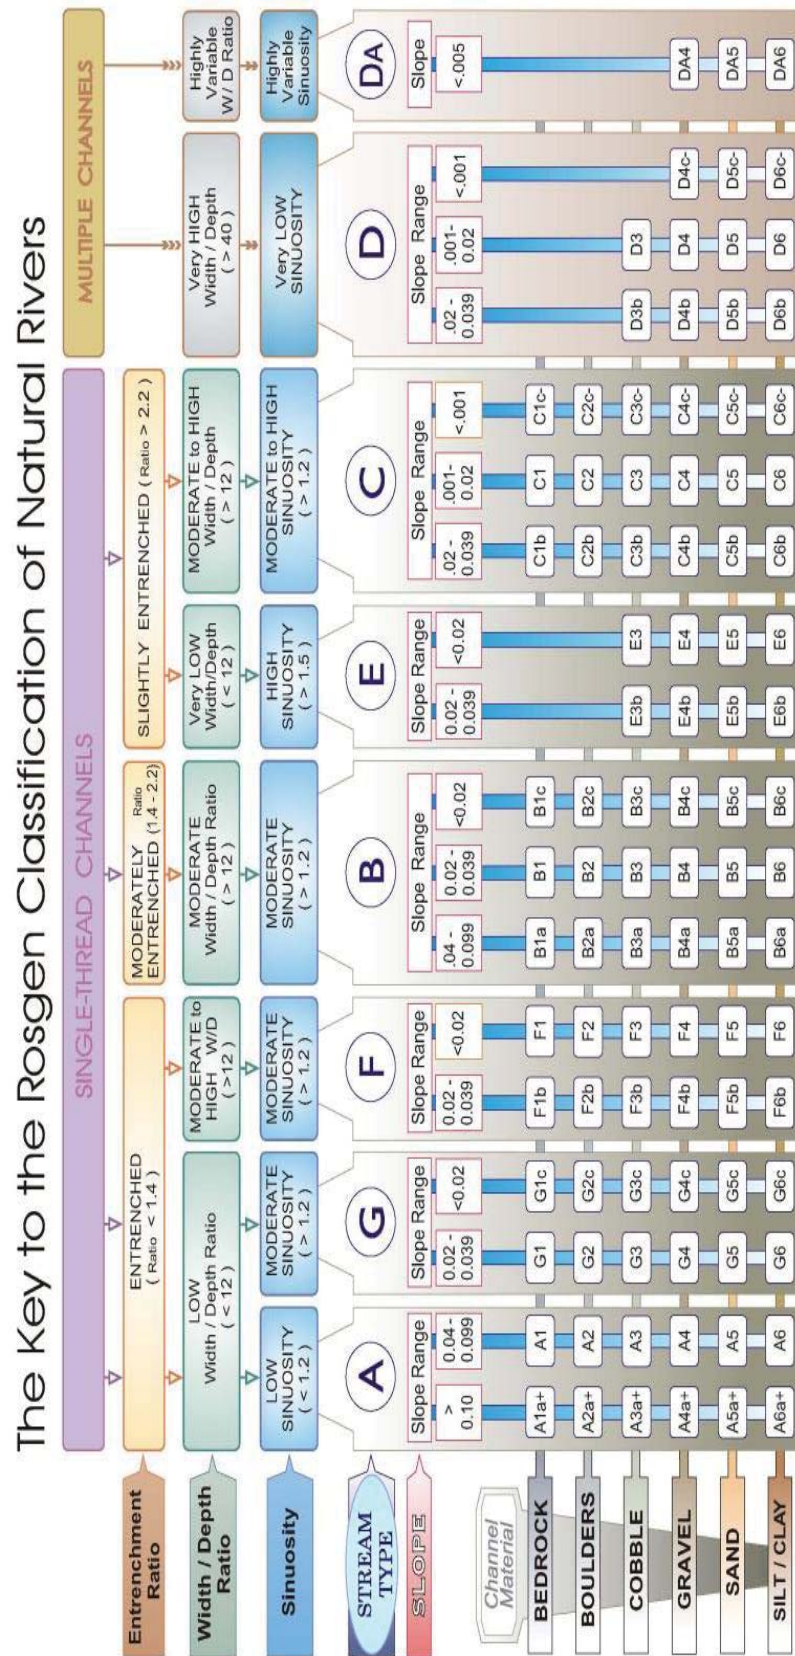 The Key to the Rosgen Classification of Natural Rivers
SINGLE-THREAD CHANNELS
MULTIPLE CHANNELS
Entrenchment
Ratio
ENTRENCHED
( Ratio < 1.4 )
MODERATELY Ratio
ENTRENCHED (1.4 - 2.2)
SLIGHTLY ENTRENCHED ( Ratio > 2.2 )
Width / Depth
Ratio
LOW
Width / Depth Ratio
( < 12 )
MODERATE to
HIGH W/D
( >12 )
MODERATE
Width / Depth Ratio
( > 12 )
Very LOW
Width/Depth
( < 12 )
MODERATE to HIGH
Width / Depth
( > 12 )
Very HIGH
Width / Depth
( > 40 )
Highly
Variable
W / D Ratio
Sinuosity
LOW
SINUOSITY
( < 1.2 )
MODERATE
SINUOSITY
( > 1.2 )
MODERATE
SINUOSITY
( > 1.2 )
MODERATE
SINUOSITY
( > 1.2 )
HIGH
SINUOSITY
( > 1.5 )
MODERATE to HIGH
SINUOSITY
( > 1.2 )
Very LOW
SINUOSITY
Highly
Variable
Sinuosity
STREAM
TYPE
A
G
F
B
E
C
D
DA
SLOPE
Slope Range
Slope Range
Slope Range
Slope Range
Slope Range
Slope Range
Slope Range
Slope
>
0.10
0.04 -
0.099
0.02 -
0.039
<0.02
0.02 -
0.039
<0.02
.04 -
0.099
0.02 -
0.039
<0.02
0.02 -
0.039
<0.02
.02 -
0.039
.001-
0.02
<.001
.02 -
0.039
.001-
0.02
<.001
<.005
Channel
Material
BEDROCK A1a+ A1 G1 G1c F1b F1 B1a B1 B1c C1b C1 C1c-
BOULDERS A2a+ A2 G2 G2c F2b F2 B2a B2 B2c C2b C2 C2c-
COBBLE A3a+ A3 G3 G3c F3b F3 B3a B3 B3c E3b E3 C3b C3 C3c- D3b D3
GRAVEL A4a+ A4 G4 G4c F4b F4 B4a B4 B4c E4b E4 C4b C4 C4c- D4b D4 D4c- DA4
SAND A5a+ A5 G5 G5c F5b F5 B5a B5 B5c E5b E5 C5b C5 C5c- D5b D5 D5c- DA5
SILT / CLAY A6a+ A6 G6 G6c F6b F6 B6a B6 B6c E6b E6 C6b C6 C6c- D6b D6 D6c- DA6